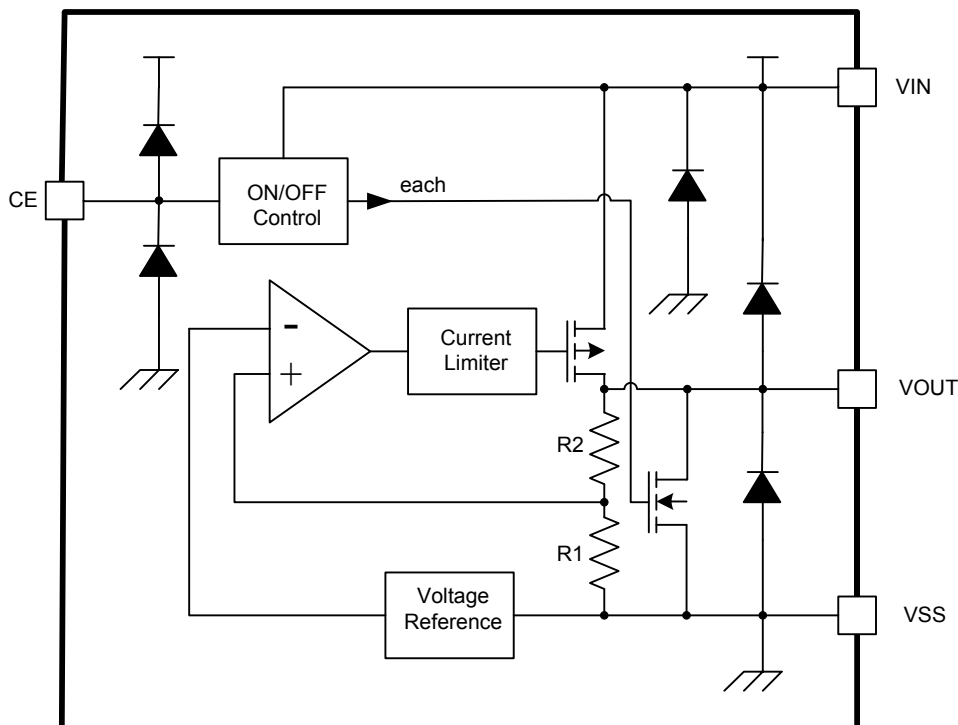 VIN
CE
ON/OFF
Control
each
-
+
Current
Limiter
VOUT
R2
R1
Voltage
Reference
VSS